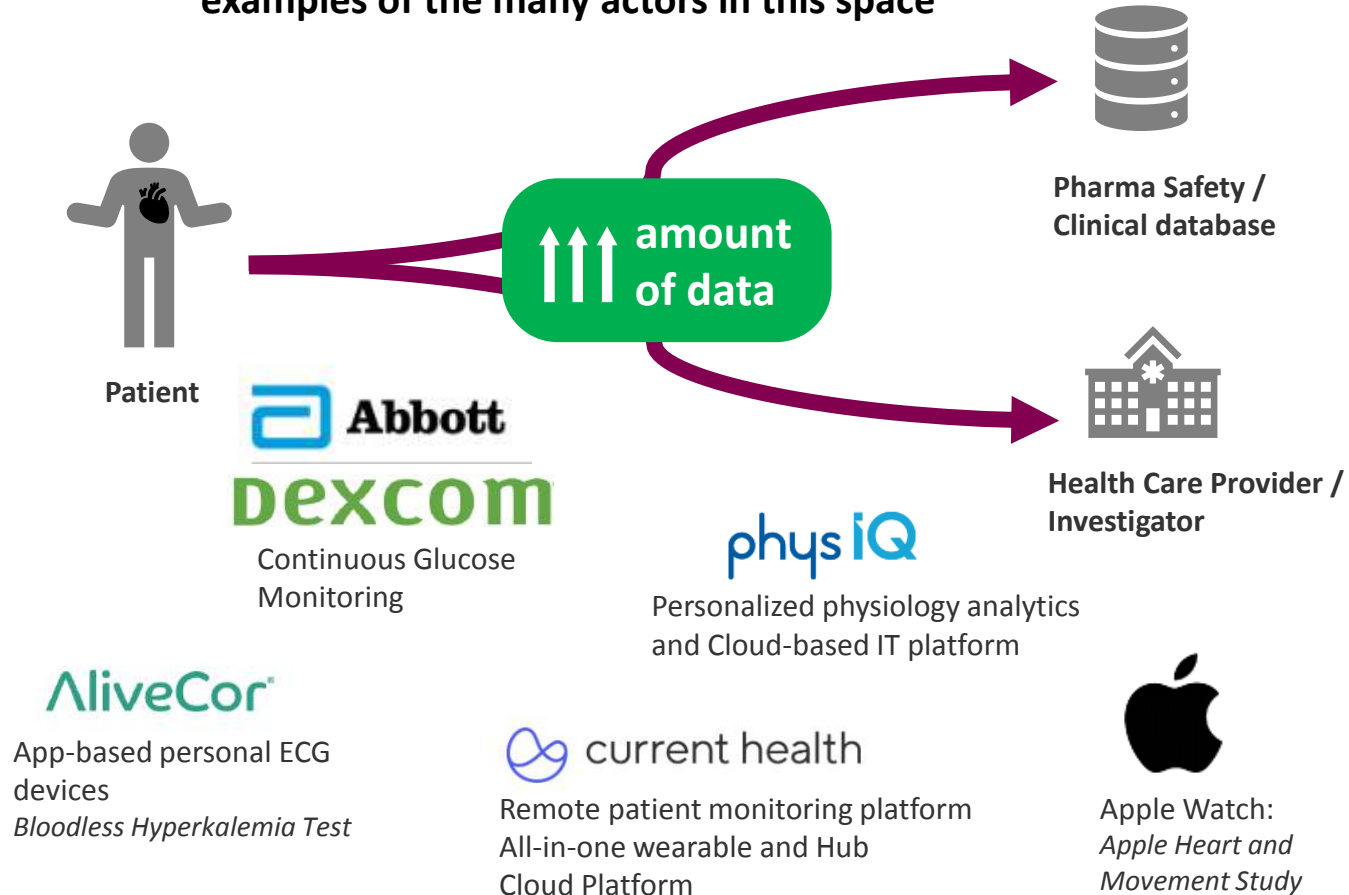 examples of the many actors in this space
amount
of data
Pharma Safety /
Clinical database
Patient
Health Care Provider /
Investigator
Abbott
Dexcom
Continuous Glucose
Monitoring
physIQ
Personalized physiology analytics
and Cloud-based IT platform
AliveCor
App-based personal ECG
devices
Bloodless Hyperkalemia Test
current health
Remote patient monitoring platform
All-in-one wearable and Hub
Cloud Platform
Apple Watch:
Apple Heart and
Movement Study